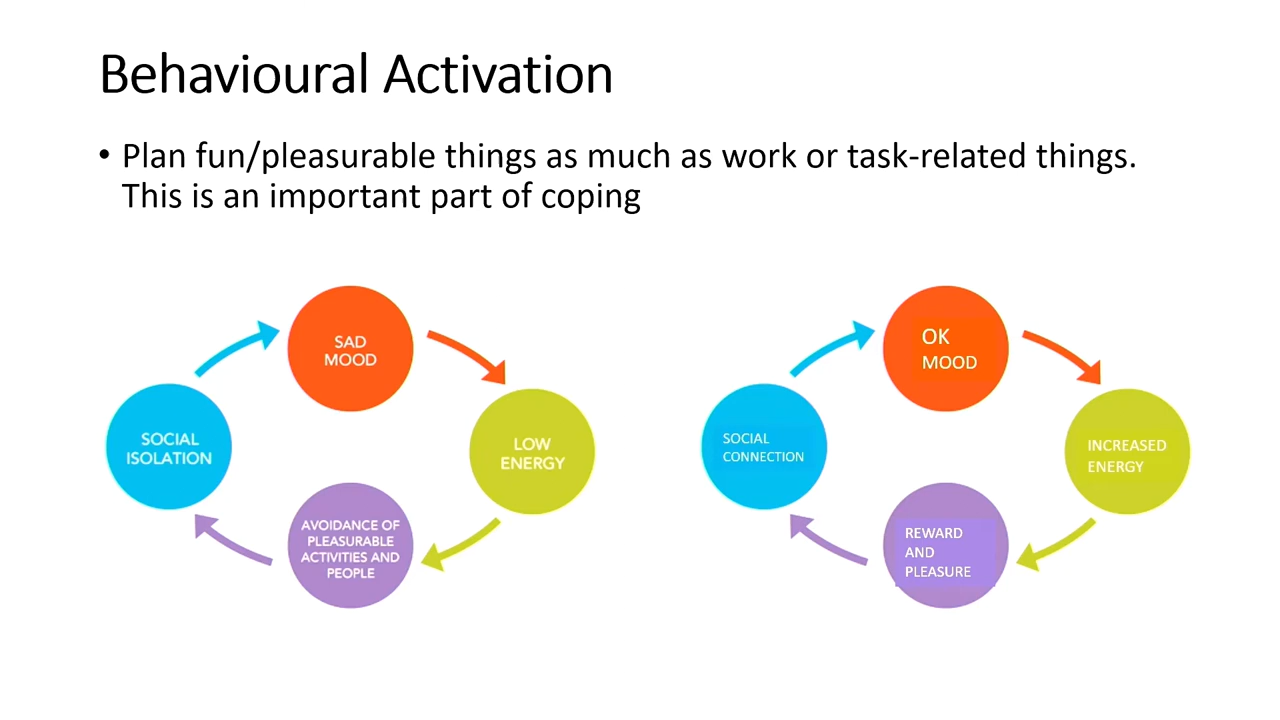 Behavioural Activation
• Plan fun/pleasurable things as much as work or task-related things.
This is an important part of coping
SAD
MOOD
LOW
ENERGY
AVOIDANCE OF
PLEASURABLE
ACTIVITIES AND
PEOPLE
SOCIAL
ISOLATION
OK
MOOD
INCREASED
ENERGY
REWARD
AND
PLEASURE
SOCIAL
CONNECTION